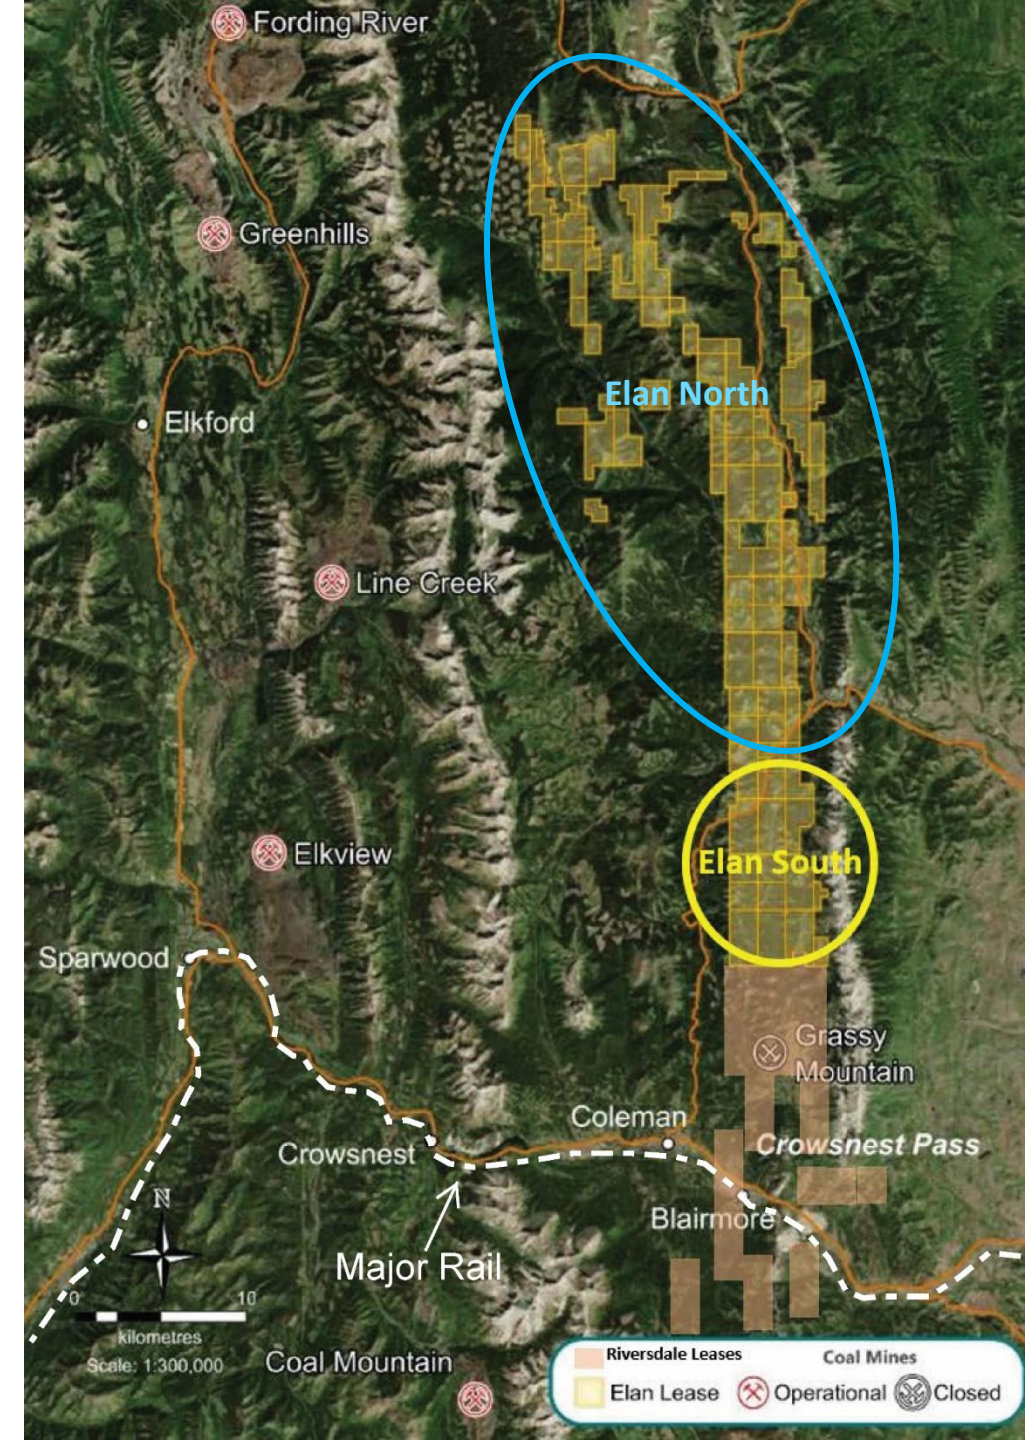 Fording River
Greenhills
Elan North
Elkford
Line Creek
Elkview
Elan South
Sparwood
Grassy
Mountain
Coleman
Crowsnest
Crowsnest Pass
Blairmore
N
Major Rail
0 10
kilometres
Scale: 1:300,000
Coal Mountain
Riversdale Leases
Coal Mines
Elan Lease
Operational
Closed